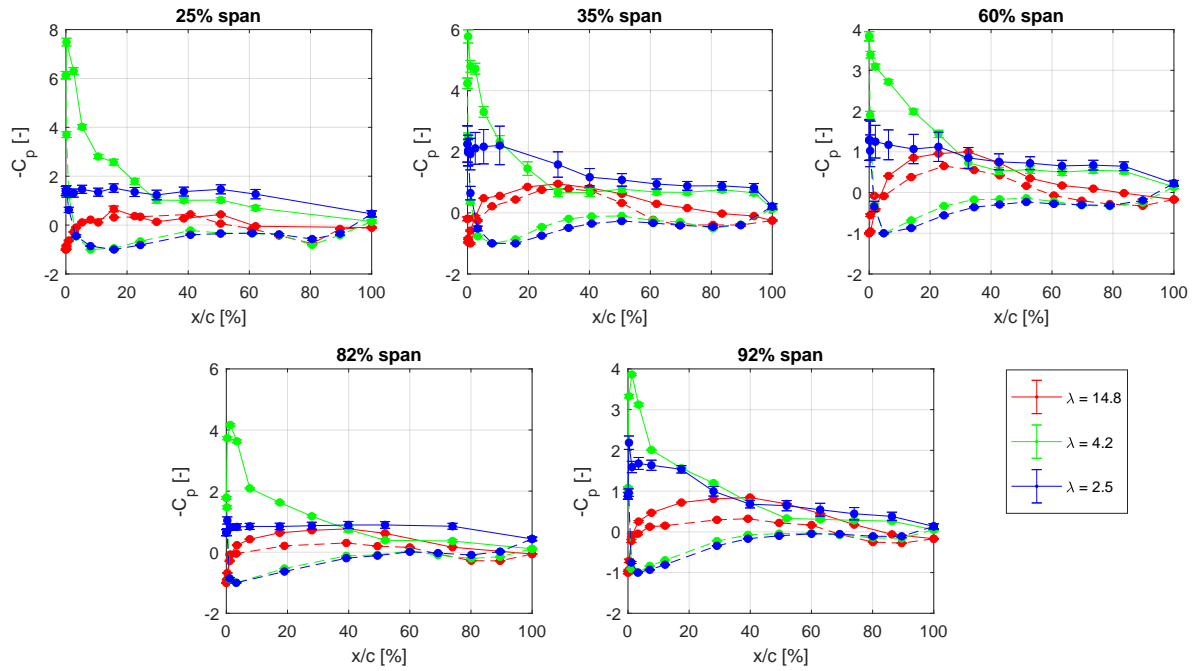 25% span
8
6
4
2
0
-2
-C_p [-]
0 20 40 60 80 100
x/c [%]
35% span
6
4
2
0
-2
-C_p [-]
0 20 40 60 80 100
x/c [%]
60% span
4
3
2
1
0
-1
-2
-C_p [-]
0 20 40 60 80 100
x/c [%]
82% span
6
4
2
0
-2
-C_p [-]
0 20 40 60 80 100
x/c [%]
92% span
4
3
2
1
0
-1
-2
-C_p [-]
0 20 40 60 80 100
x/c [%]
λ = 14.8
λ = 4.2
λ = 2.5